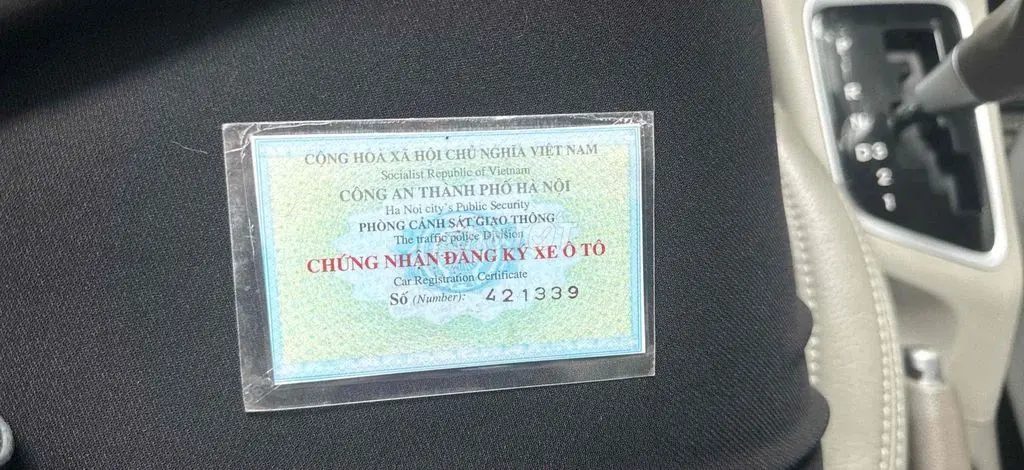 CỘNG HOÀ XÃ HỘI CHỦ NGHĨA VIỆT NAM
Socialist Republic of Vietnam
CÔNG AN THÀNH PHỐ HÀ NỘI
Ha Noi city's Public Security
PHÒNG CẢNH SÁT GIAO THÔNG
The traffic police Division
CHỨNG NHẬN ĐĂNG KÝ XE Ô TÔ
Car Registration Certificate
Số (Number): 421339
R
N
D3
2